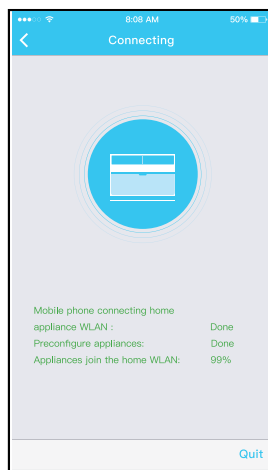 8:08 AM
50%
Connecting
Mobile phone connecting home
appliance WLAN : Done
Preconfigure appliances: Done
Appliances join the home WLAN: 99%
Quit